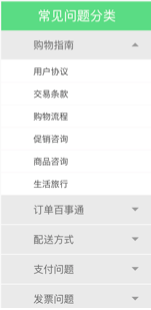 常见问题分类
购物指南
用户协议
交易条款
购物流程
促销咨询
商品咨询
生活旅行
订单百事通
配送方式
支付问题
发票问题